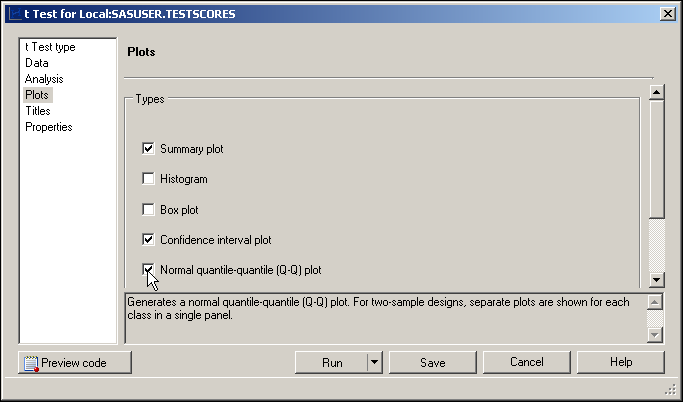 t Test for Local:SASUSER.TESTSCORES
t Test type
Data
Analysis
Plots
Titles
Properties
Plots
Types
Summary plot
Histogram
Box plot
Confidence interval plot
Normal quantile-quantile (Q-Q) plot
Generates a normal quantile-quantile (Q-Q) plot. For two-sample designs, separate plots are shown for each
class in a single panel.
Preview code
Run
Save
Cancel
Help